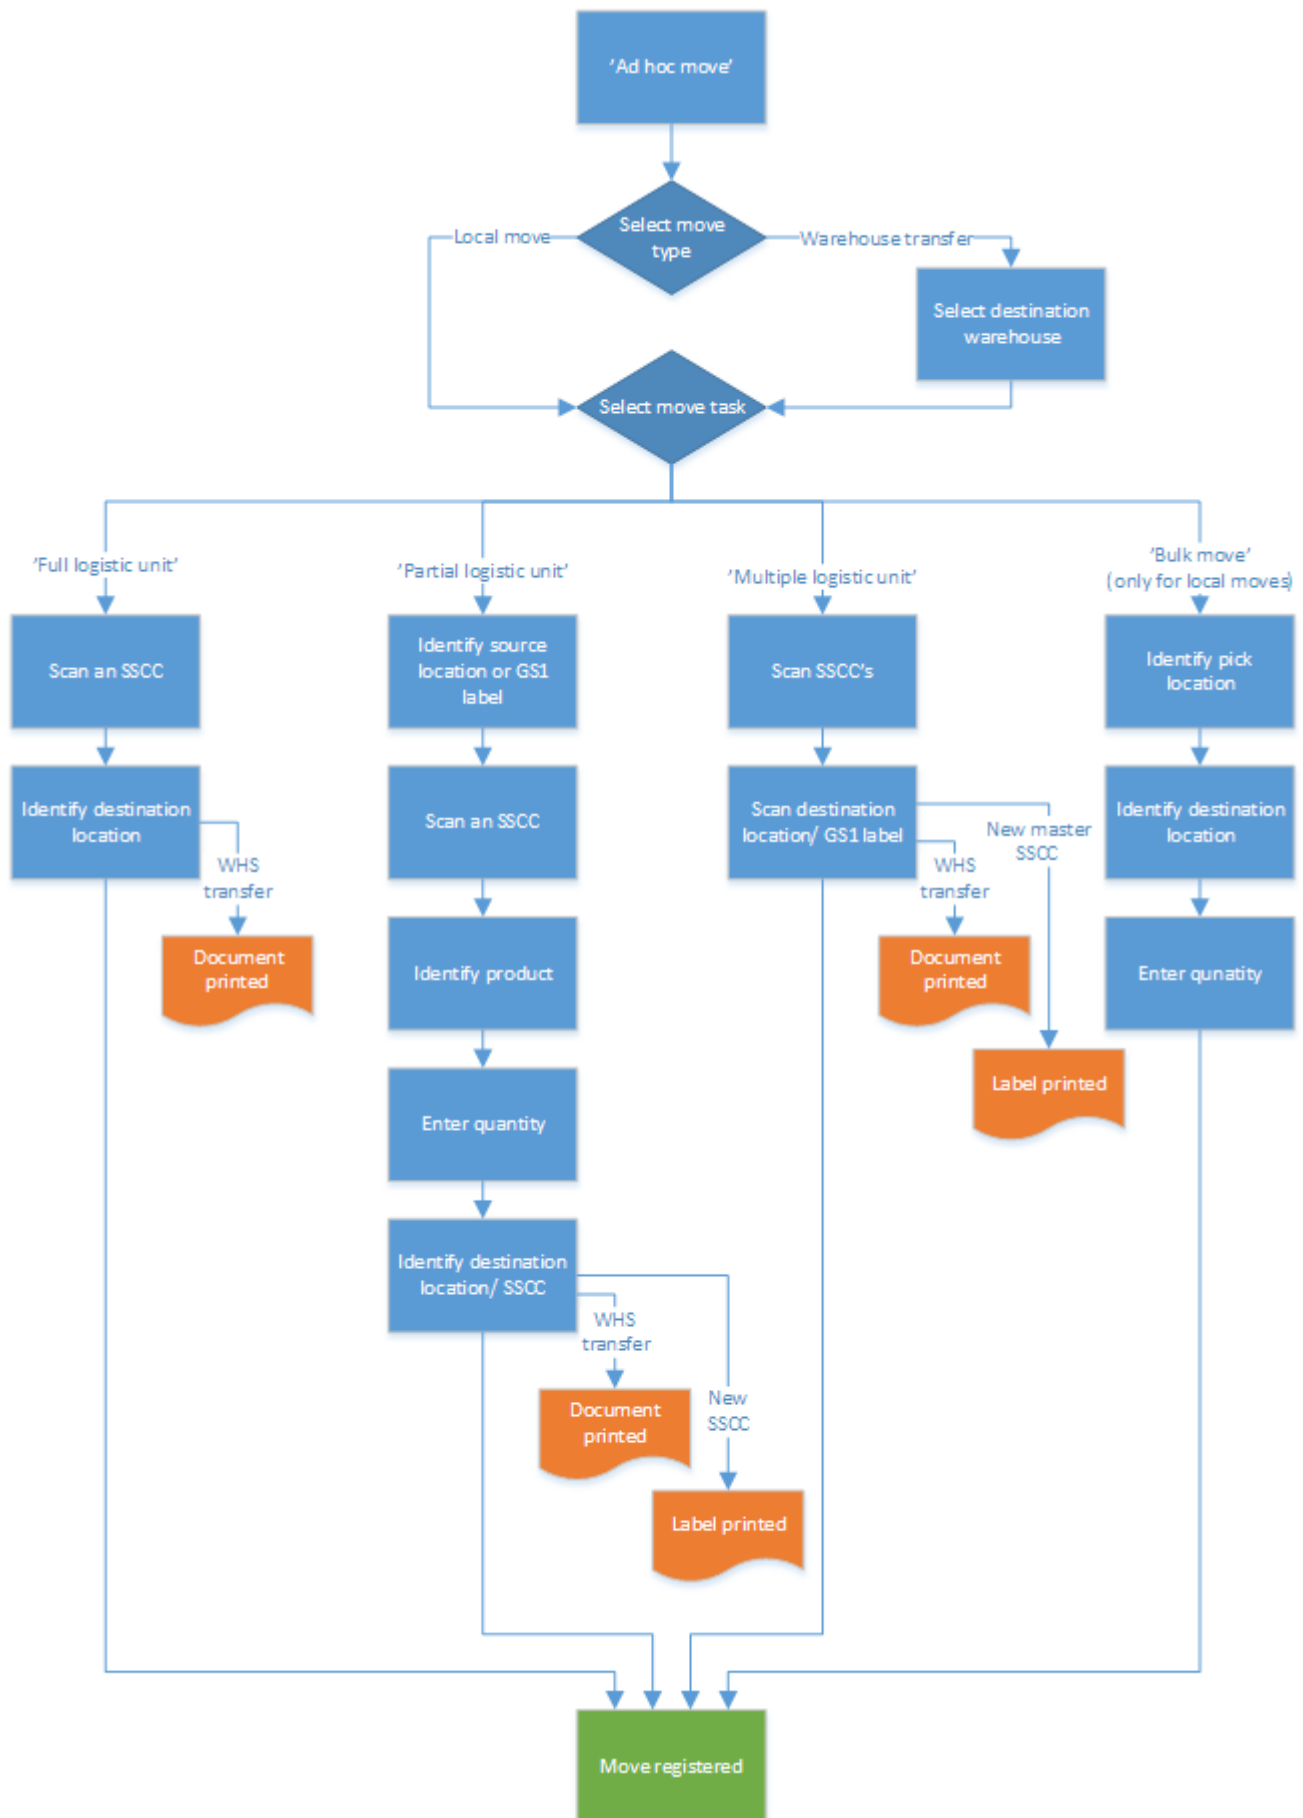 'Ad hoc move'
Select move
type
Local move
Warehouse transfer
Select destination
warehouse
Select move task
'Full logistic unit'
'Partial logistic unit'
'Multiple logistic unit'
'Bulk move'
(only for local moves)
Scan an SSCC
Identify source
location or GS1
label
Scan SSCC's
Identify pick
location
Identify destination
location
WHS
transfer
Document
printed
Scan an SSCC
Scan destination
location/ GS1 label
New master
SSCC
WHS
transfer
Document
printed
Label printed
Identify destination
location
Identify product
Enter qunatity
Enter quantity
Identify destination
location/ SSCC
WHS
transfer
Document
printed
New
SSCC
Label printed
Move registered